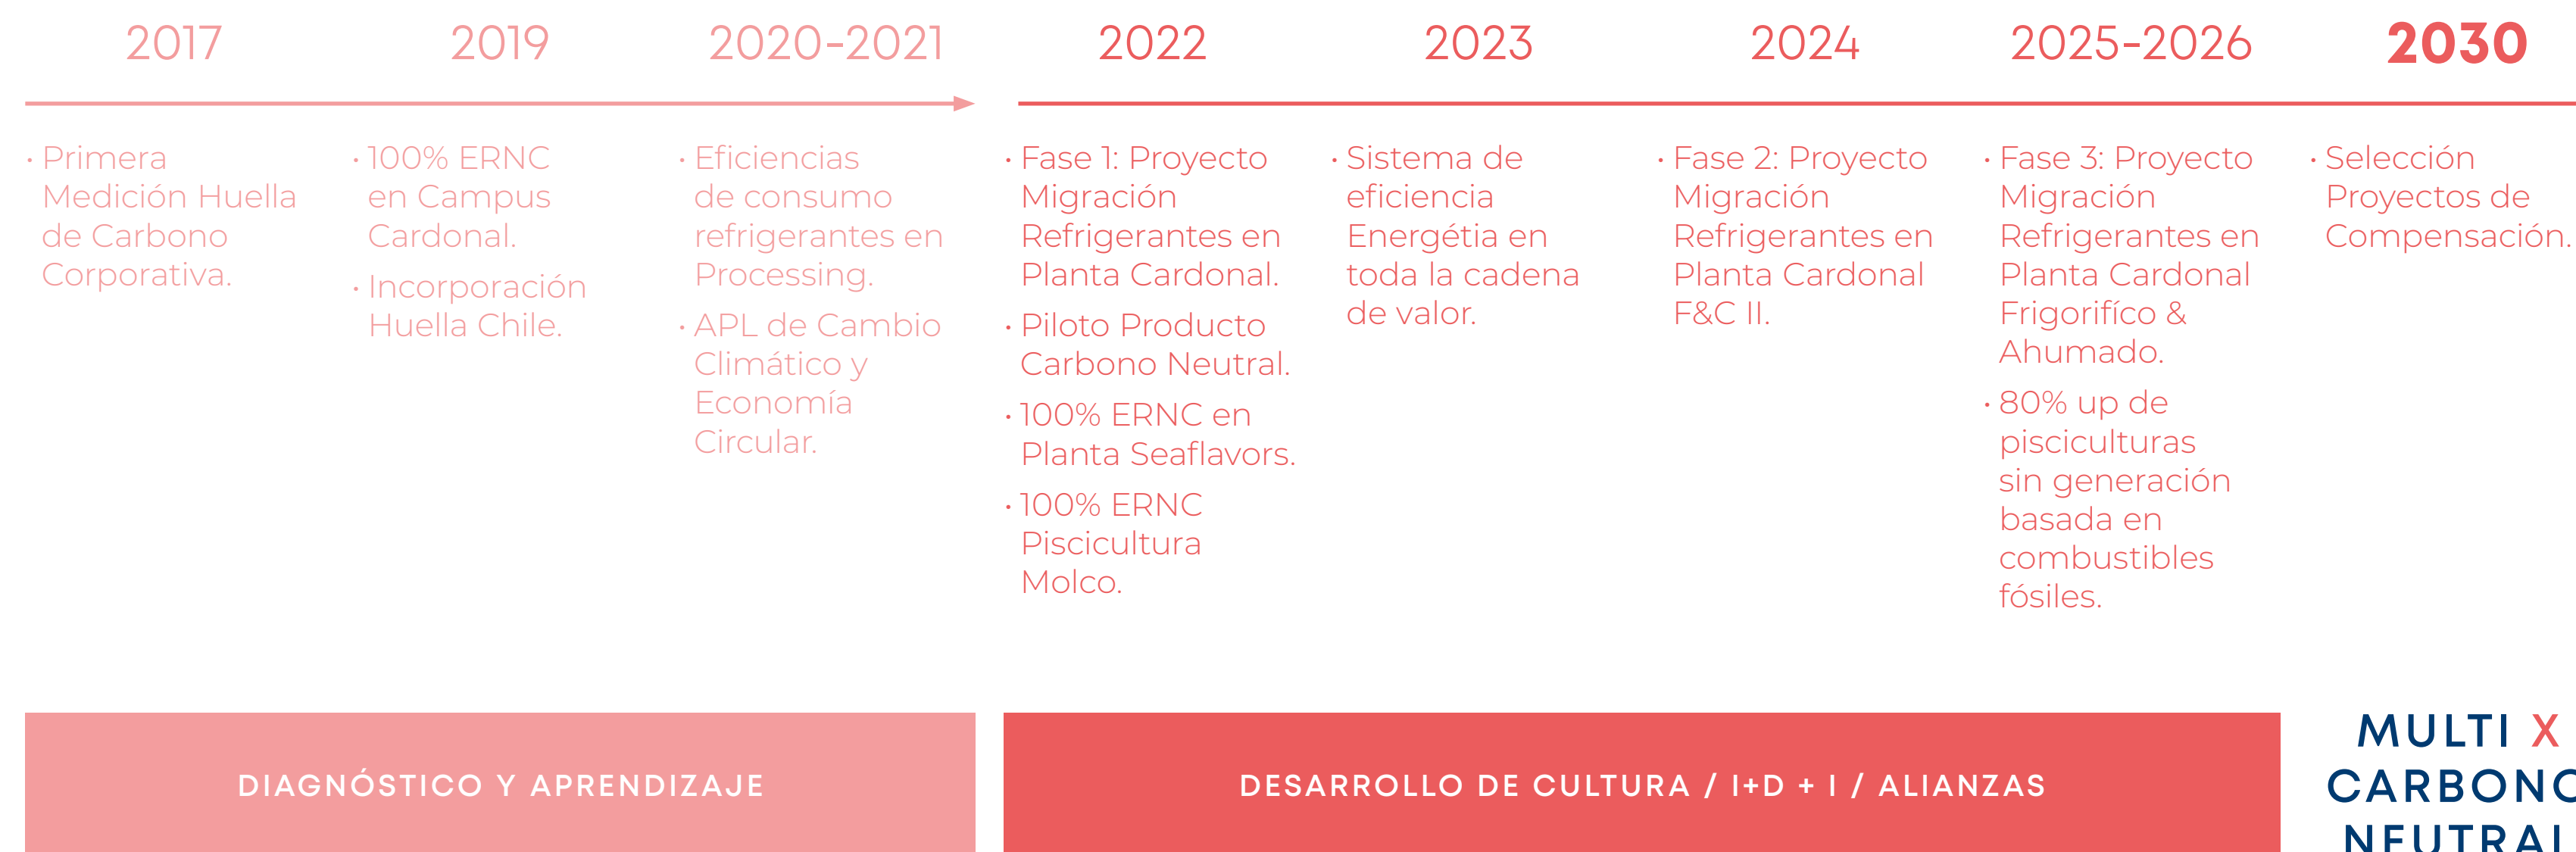 2017
2019
2020-2021
2022
2023
2024
2025-2026
2030
· Primera
Medición Huella
de Carbono
Corporativa.
· 100% ERNC
en Campus
Cardonal.
· Incorporación
Huella Chile.
· Eficiencias
de consumo
refrigerantes en
Processing.
· APL de Cambio
Climático y
Economía
Circular.
· Fase 1: Proyecto
Migración
Refrigerantes en
Planta Cardonal.
· Piloto Producto
Carbono Neutral.
· 100% ERNC en
Planta Seaflavors.
· 100% ERNC
Piscicultura
Molco.
· Sistema de
eficiencia
Energétia en
toda la cadena
de valor.
· Fase 2: Proyecto
Migración
Refrigerantes en
Planta Cardonal
F&C II.
· Fase 3: Proyecto
Migración
Refrigerantes en
Planta Cardonal
Frigorifíco &
Ahumado.
· 80% up de
pisciculturas
sin generación
basada en
combustibles
fósiles.
· Selección
Proyectos de
Compensación.
DIAGNÓSTICO Y APRENDIZAJE
DESARROLLO DE CULTURA / I+D + I / ALIANZAS
MULTI X
CARBONO
NEUTRAL